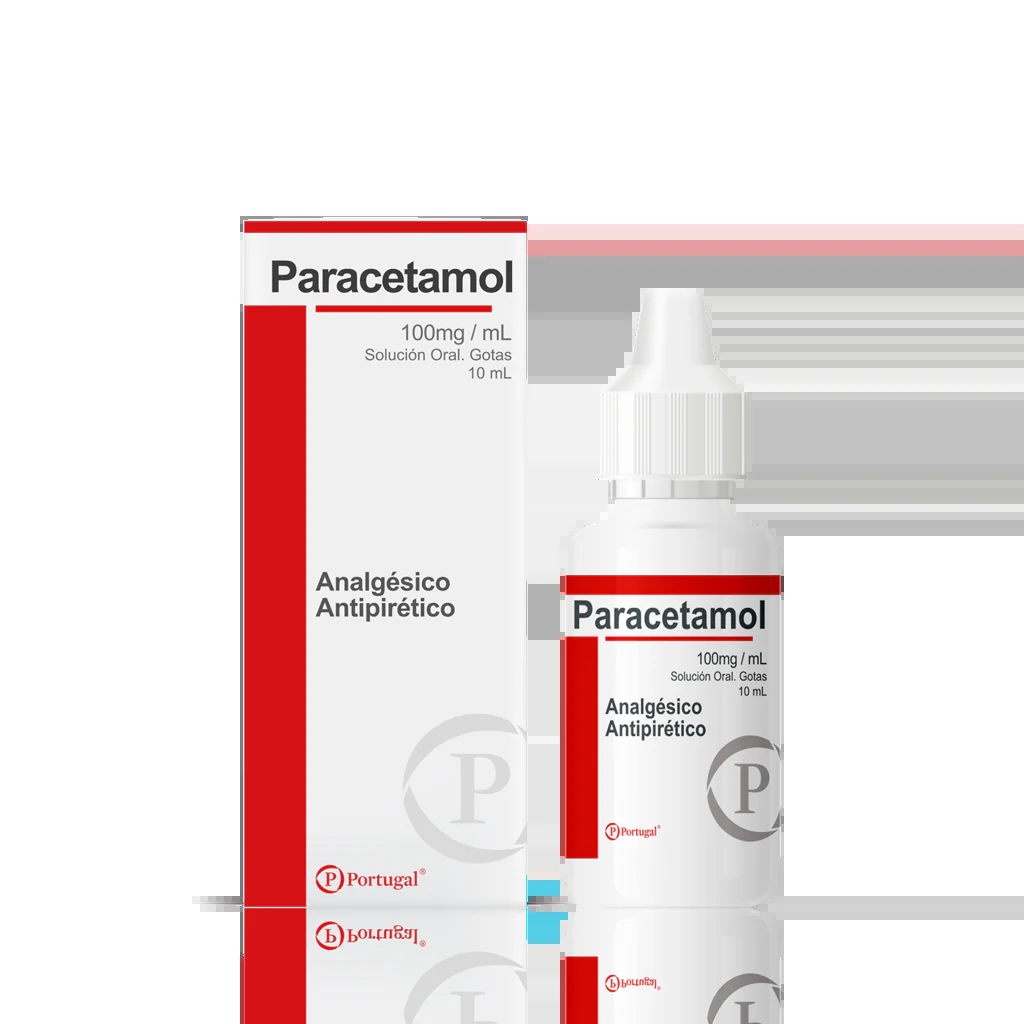 Paracetamol
100mg / mL
Solución Oral. Gotas
10 mL
Analgésico
Antipirético
P
P Portugal®
Paracetamol
100mg / mL
Solución Oral. Gotas
10 mL
Analgésico
Antipirético
P
P Portugal®